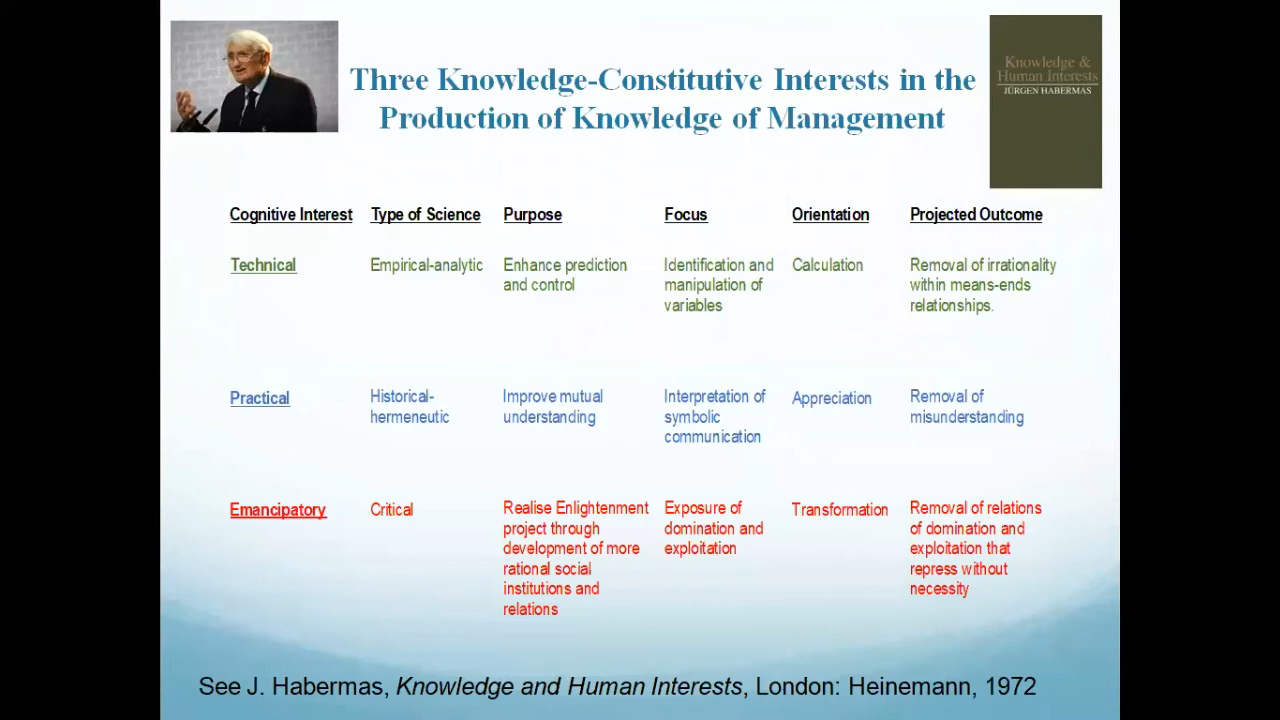 Three Knowledge-Constitutive Interests in the
Production of Knowledge of Management
Knowledge &
Human Interests
JÜRGEN HABERMAS
Cognitive Interest Type of Science Purpose Focus Orientation Projected Outcome
Technical Empirical-analytic Enhance prediction Identification and Calculation Removal of irrationality
and control manipulation of within means-ends
variables relationships.
Practical Historical- Improve mutual Interpretation of Appreciation Removal of
hermeneutic understanding symbolic misunderstanding
communication
Emancipatory Critical Realise Enlightenment Exposure of Transformation Removal of relations
project through domination and of domination and
development of more exploitation exploitation that
rational social repress without
institutions and necessity
relations
See J. Habermas, Knowledge and Human Interests, London: Heinemann, 1972